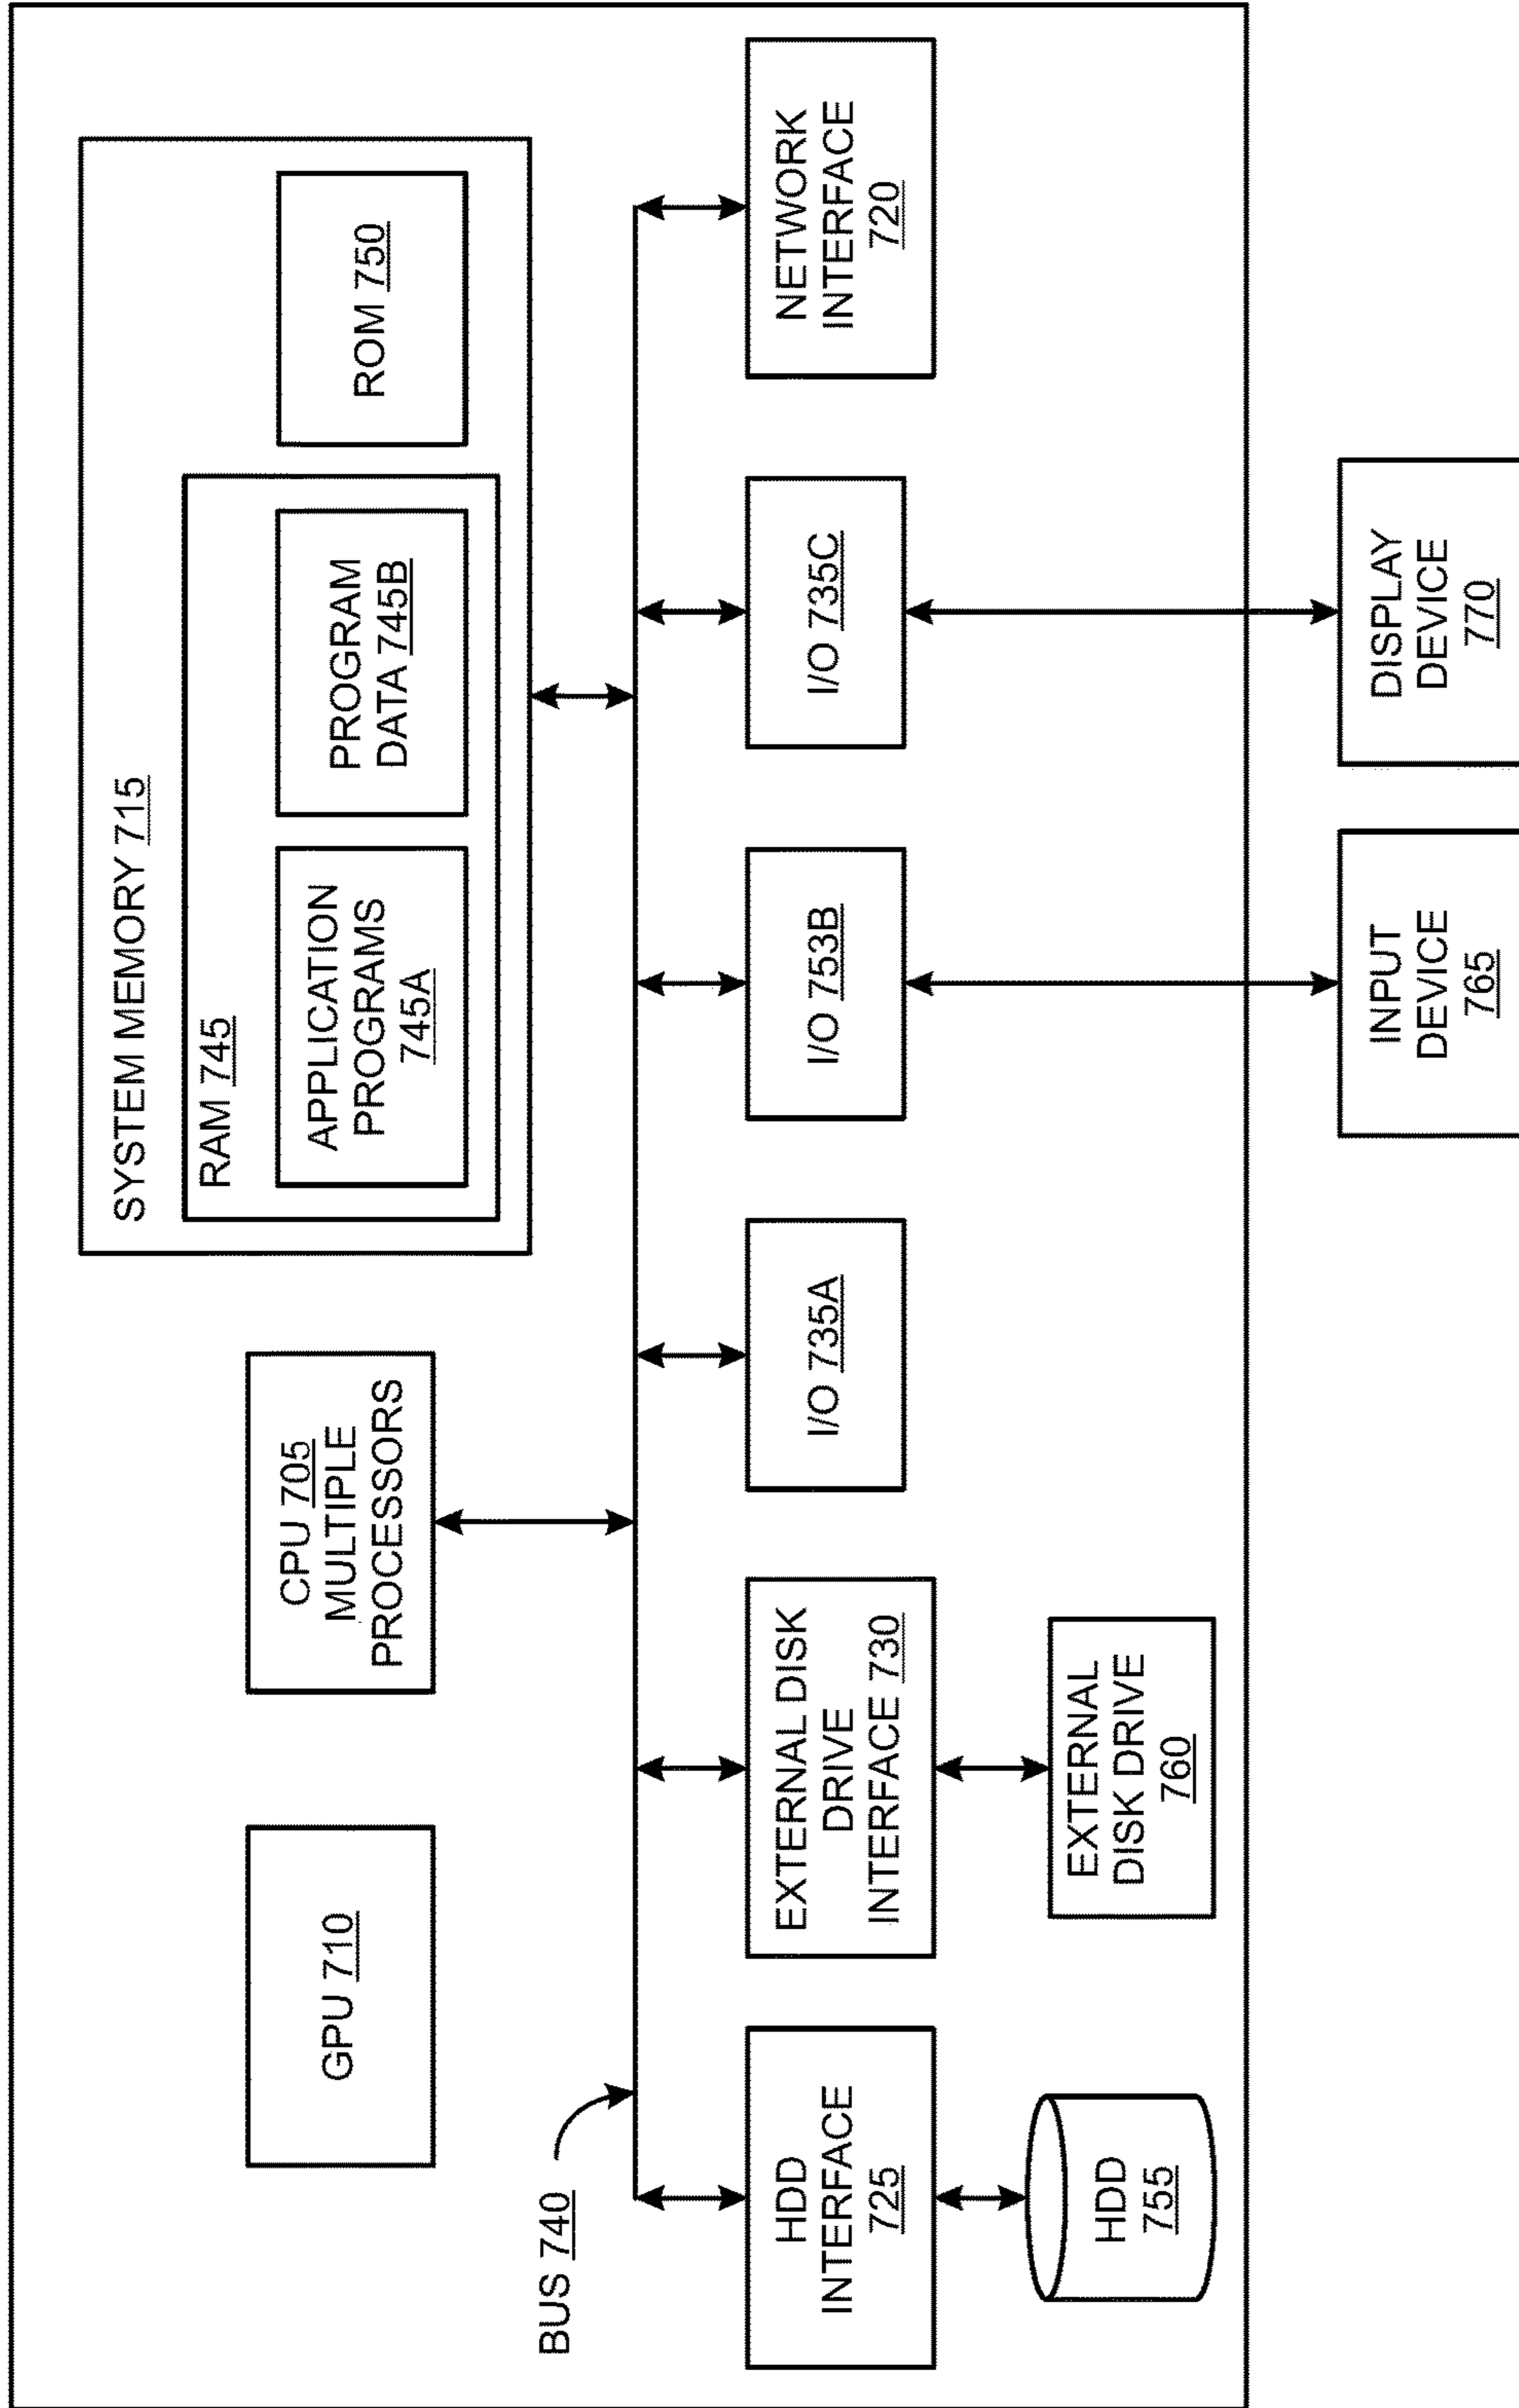 SYSTEM MEMORY 715
RAM 745
APPLICATION
PROGRAMS
745A
PROGRAM
DATA 745B
ROM 750
GPU 710
CPU 705
MULTIPLE
PROCESSORS
BUS 740
HDD
INTERFACE
725
EXTERNAL DISK
DRIVE
INTERFACE 730
I/O 735A
I/O 753B
I/O 735C
NETWORK
INTERFACE
720
HDD
755
EXTERNAL
DISK DRIVE
760
INPUT
DEVICE
765
DISPLAY
DEVICE
770